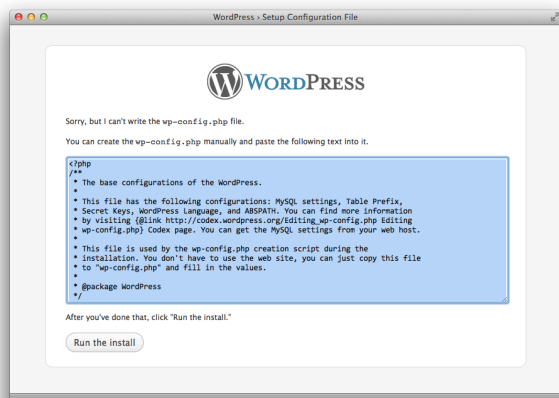 WordPress › Setup Configuration File
WORDPRESS
Sorry, but I can't write the wp-config.php file.
You can create the wp-config.php manually and paste the following text into it.
<?php
/**
 * The base configurations of the WordPress.
 *
 * This file has the following configurations: MySQL settings, Table Prefix,
 * Secret Keys, WordPress Language, and ABSPATH. You can find more information
 * by visiting {@link http://codex.wordpress.org/Editing_wp-config.php Editing
 * wp-config.php} Codex page. You can get the MySQL settings from your web host.
 *
 * This file is used by the wp-config.php creation script during the
 * installation. You don't have to use the web site, you can just copy this file
 * to "wp-config.php" and fill in the values.
 *
 * @package WordPress
 */
After you've done that, click "Run the install."
Run the install